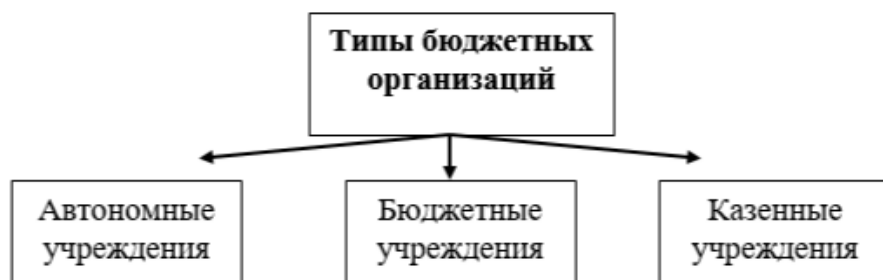 Типы бюджетных
организаций
Автономные
учреждения
Бюджетные
учреждения
Казенные
учреждения